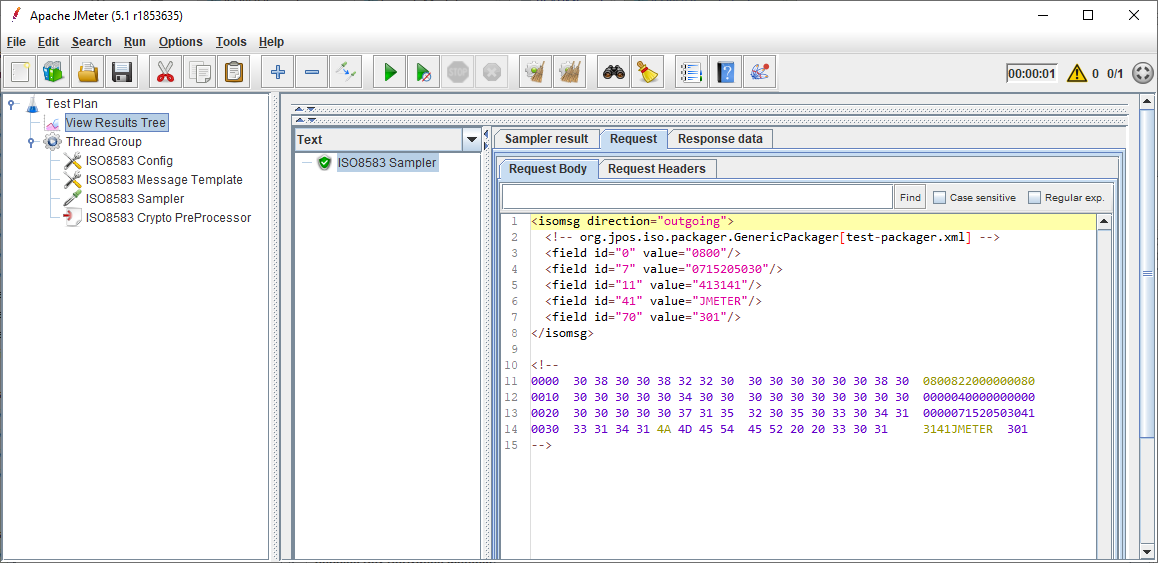 Apache JMeter (5.1 r1853635)
File Edit Search Run Options Tools Help
00:00:01 0 0/1
Test Plan
View Results Tree
Thread Group
ISO8583 Config
ISO8583 Message Template
ISO8583 Sampler
ISO8583 Crypto PreProcessor
Text
ISO8583 Sampler
Sampler result Request Response data
Request Body Request Headers
Find Case sensitive Regular exp.
1 <isomsg direction="outgoing">
2 <!-- org.jpos.iso.packager.GenericPackager[test-packager.xml] -->
3 <field id="0" value="0800"/>
4 <field id="7" value="0715205030"/>
5 <field id="11" value="413141"/>
6 <field id="41" value="JMETER"/>
7 <field id="70" value="301"/>
8 </isomsg>
9
10 <!--
11 0000 30 38 30 30 38 32 32 30 30 30 30 30 30 30 38 30 0800822000000080
12 0010 30 30 30 30 30 34 30 30 30 30 30 30 30 30 30 30 0000040000000000
13 0020 30 30 30 30 30 37 31 35 32 30 35 30 33 30 34 31 0000071520503041
14 0030 33 31 34 31 4A 4D 45 54 45 52 20 20 33 30 31 3141JMETER 301
15 -->